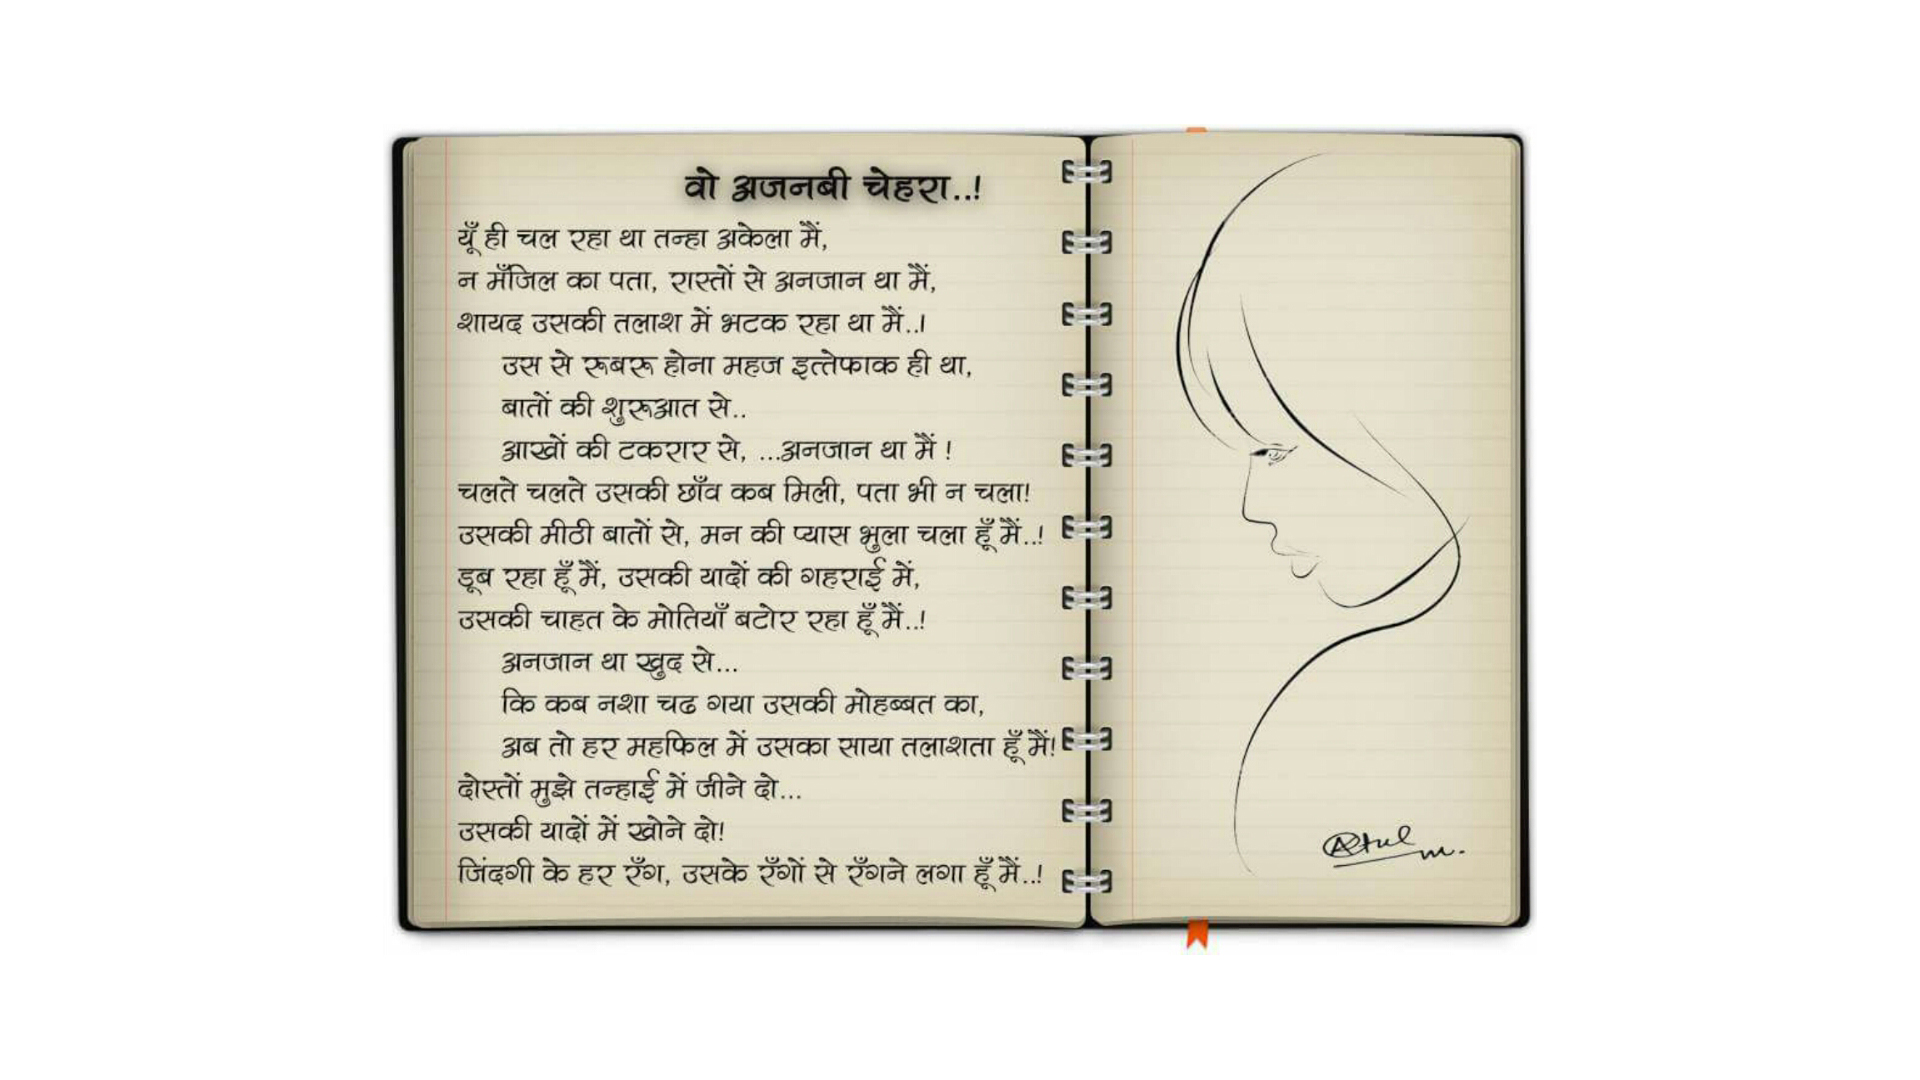 वो अजनबी चेहरा..!
यूँ ही चल रहा था तन्हा अकेला मैं,
न मँजिल का पता, रास्तों से अनजान था मैं,
शायद उसकी तलाश में भटक रहा था मैं..।
उस से रूबरू होना महज इत्तेफाक ही था,
बातों की शुरूआत से..
आखों की टकरार से, ...अनजान था मैं !
चलते चलते उसकी छाँव कब मिली, पता भी न चला!
उसकी मीठी बातों से, मन की प्यास भुला चला हूँ मैं..!
डूब रहा हूँ मैं, उसकी यादों की गहराई में,
उसकी चाहत के मोतियाँ बटोर रहा हूँ मैं..!
अनजान था खुद से...
कि कब नशा चढ गया उसकी मोहब्बत का,
अब तो हर महफिल में उसका साया तलाशता हूँ मैं!
दोस्तों मुझे तन्हाई में जीने दो...
उसकी यादों में खोने दो!
जिंदगी के हर रँग, उसके रँगों से रँगने लगा हूँ मैं..!
Atul m.